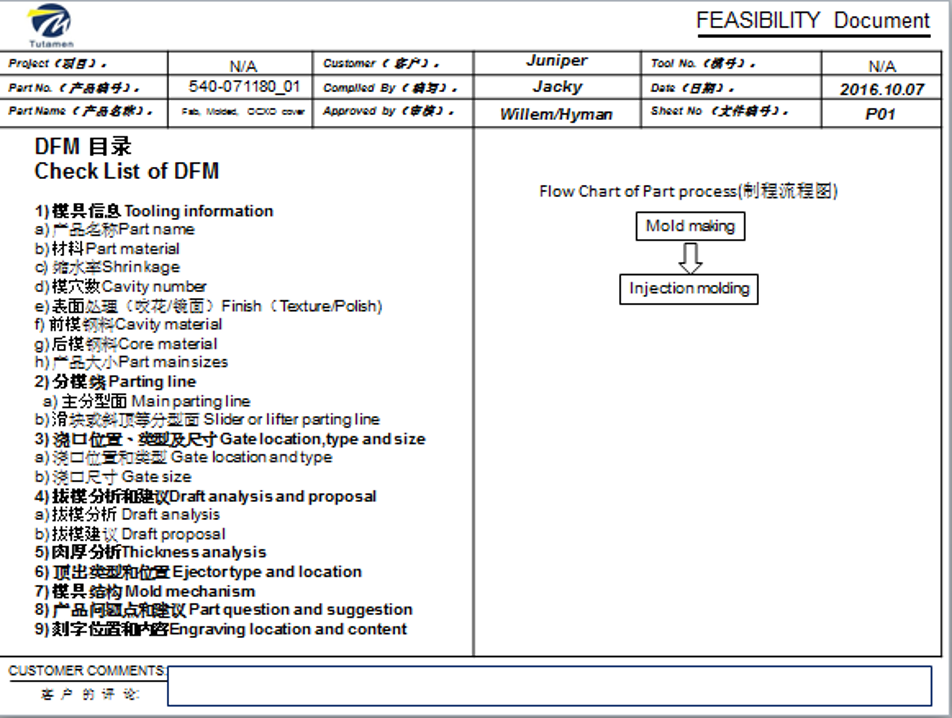 Tutamen
FEASIBILITY Document
Project (项目). N/A Customer (客户). Juniper Tool No. (模号). N/A
Part No. (产品编号). 540-071180_01 Compiled By (编写). Jacky Date (日期). 2016.10.07
Part Name (产品名称). Fab, Molded, OCXO cover Approved by (审核). Willem/Hyman Sheet No (文件编号). P01
DFM 目录
Check List of DFM
1)模具信息 Tooling information
a)产品名称Part name
b)材料Part material
c) 缩水率Shrinkage
d)模穴数Cavity number
e)表面处理（咬花/镜面）Finish（Texture/Polish)
f) 前模钢料Cavity material
g)后模钢料Core material
h)产品大小Part main sizes
2)分模线 Parting line
a) 主分型面 Main parting line
b)滑块或斜顶等分型面 Slider or lifter parting line
3)浇口位置、类型及尺寸 Gate location,type and size
a)浇口位置和类型 Gate location and type
b)浇口尺寸 Gate size
4)拔模分析和建议Draft analysis and proposal
a)拔模分析 Draft analysis
b)拔模建议 Draft proposal
5)肉厚分析Thickness analysis
6)顶出类型和位置 Ejector type and location
7)模具结构 Mold mechanism
8)产品问题点和建议 Part question and suggestion
9)刻字位置和内容Engraving location and content
Flow Chart of Part process(制程流程图)
Mold making
Injection molding
CUSTOMER COMMENTS:
客 户 的 评 论: